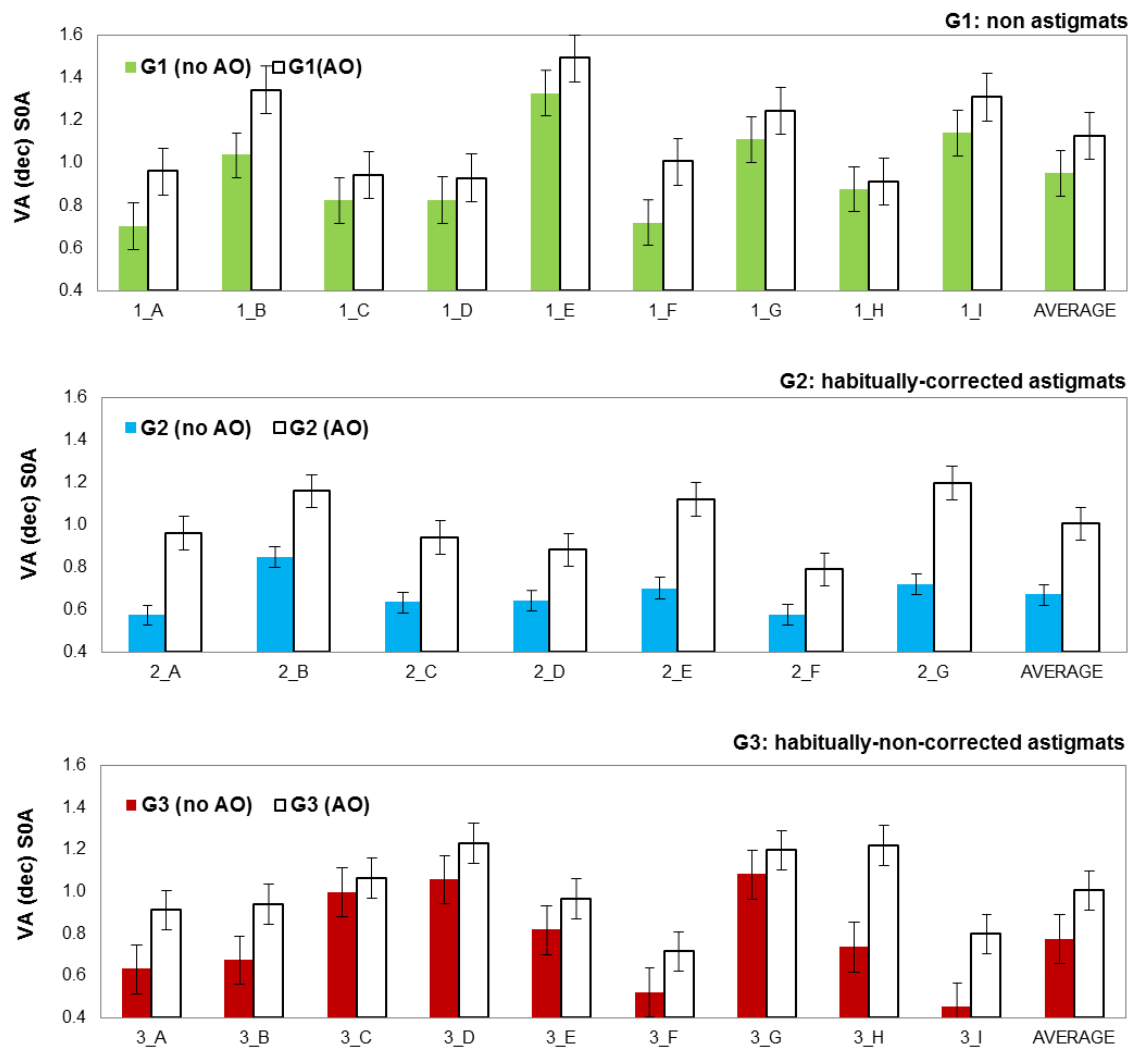 G1: non astigmats
1.6
G1 (no AO) G1(AO)
1.4
1.2
1.0
0.8
0.6
0.4
VA (dec) S0A
1_A 1_B 1_C 1_D 1_E 1_F 1_G 1_H 1_I AVERAGE
G2: habitually-corrected astigmats
1.6
G2 (no AO) G2 (AO)
1.4
1.2
1.0
0.8
0.6
0.4
VA (dec) S0A
2_A 2_B 2_C 2_D 2_E 2_F 2_G AVERAGE
G3: habitually-non-corrected astigmats
1.6
G3 (no AO) G3 (AO)
1.4
1.2
1.0
0.8
0.6
0.4
VA (dec) S0A
3_A 3_B 3_C 3_D 3_E 3_F 3_G 3_H 3_I AVERAGE